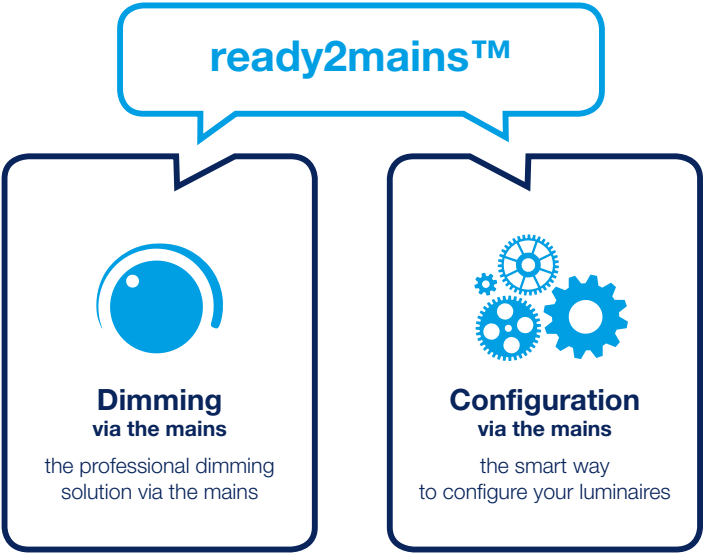 ready2mains™
Dimming
via the mains
the professional dimming
solution via the mains
Configuration
via the mains
the smart way
to configure your luminaires